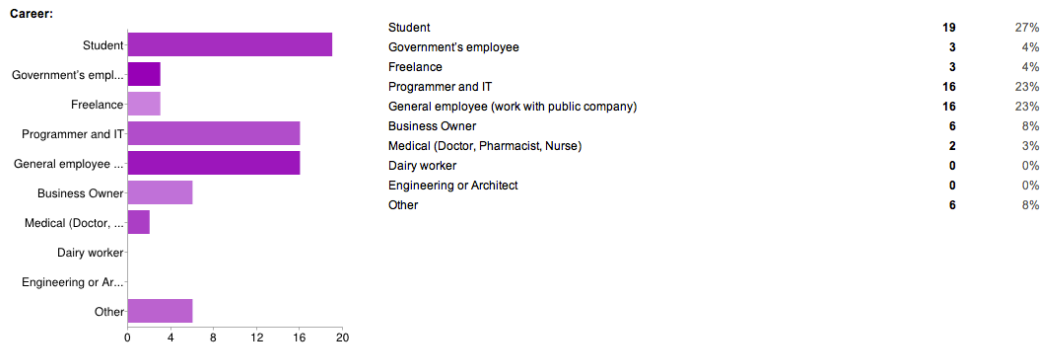 Career:
Student
Government's empl...
Freelance
Programmer and IT
General employee ...
Business Owner
Medical (Doctor, ...
Dairy worker
Engineering or Ar...
Other
0 4 8 12 16 20
Student 19 27%
Government's employee 3 4%
Freelance 3 4%
Programmer and IT 16 23%
General employee (work with public company) 16 23%
Business Owner 6 8%
Medical (Doctor, Pharmacist, Nurse) 2 3%
Dairy worker 0 0%
Engineering or Architect 0 0%
Other 6 8%